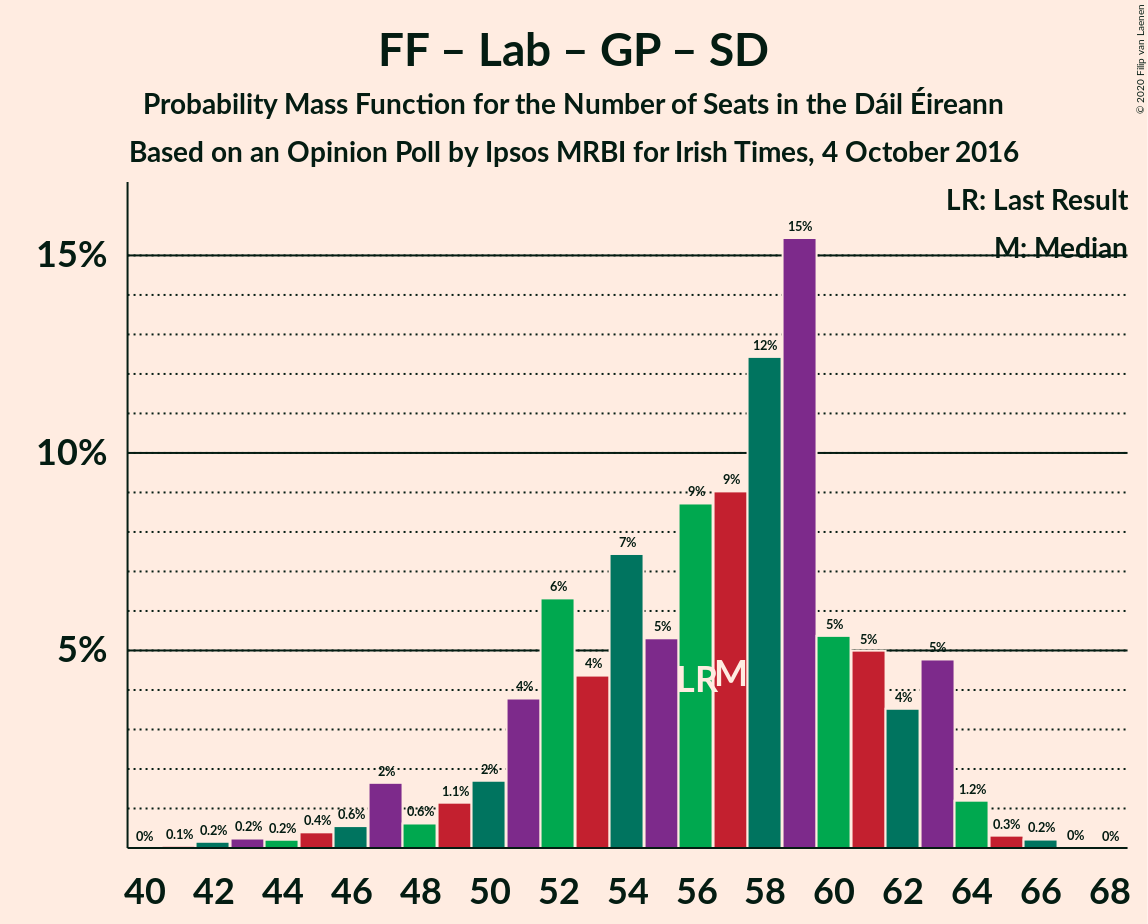 FF – Lab – GP – SD
Probability Mass Function for the Number of Seats in the Dáil Éireann
Based on an Opinion Poll by Ipsos MRBI for Irish Times, 4 October 2016
© 2020 Filip van Laenen
LR: Last Result
M: Median
15%
10%
5%
0% 0.1% 0.2% 0.2% 0.2% 0.4% 0.6% 2% 0.6% 1.1% 2% 4% 6% 4% 7% 5% 9% 9% 12% 15% 5% 5% 4% 5% 1.2% 0.3% 0.2% 0% 0%
LR M
40 42 44 46 48 50 52 54 56 58 60 62 64 66 68